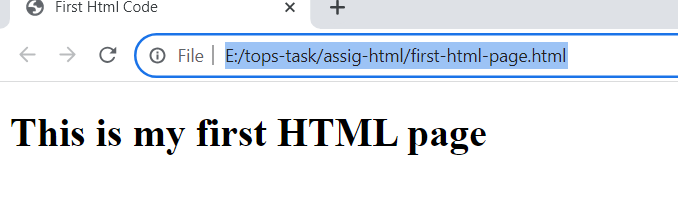 First Html Code
File E:/tops-task/assig-html/first-html-page.html
This is my first HTML page